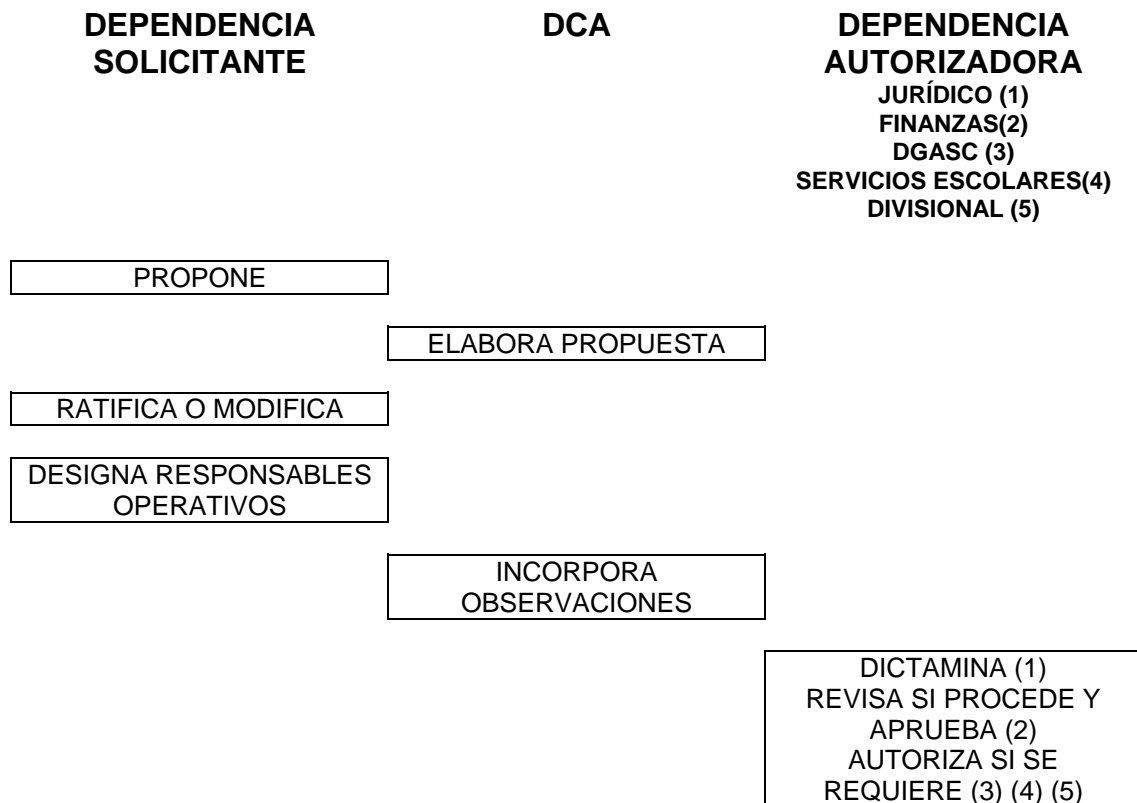 DEPENDENCIA SOLICITANTE
DCA
DEPENDENCIA AUTORIZADORA
JURÍDICO (1)
FINANZAS(2)
DGASC (3)
SERVICIOS ESCOLARES(4)
DIVISIONAL (5)
PROPONE
ELABORA PROPUESTA
RATIFICA O MODIFICA
DESIGNA RESPONSABLES
OPERATIVOS
INCORPORA
OBSERVACIONES
DICTAMINA (1)
REVISA SI PROCEDE Y
APRUEBA (2)
AUTORIZA SI SE
REQUIERE (3) (4) (5)